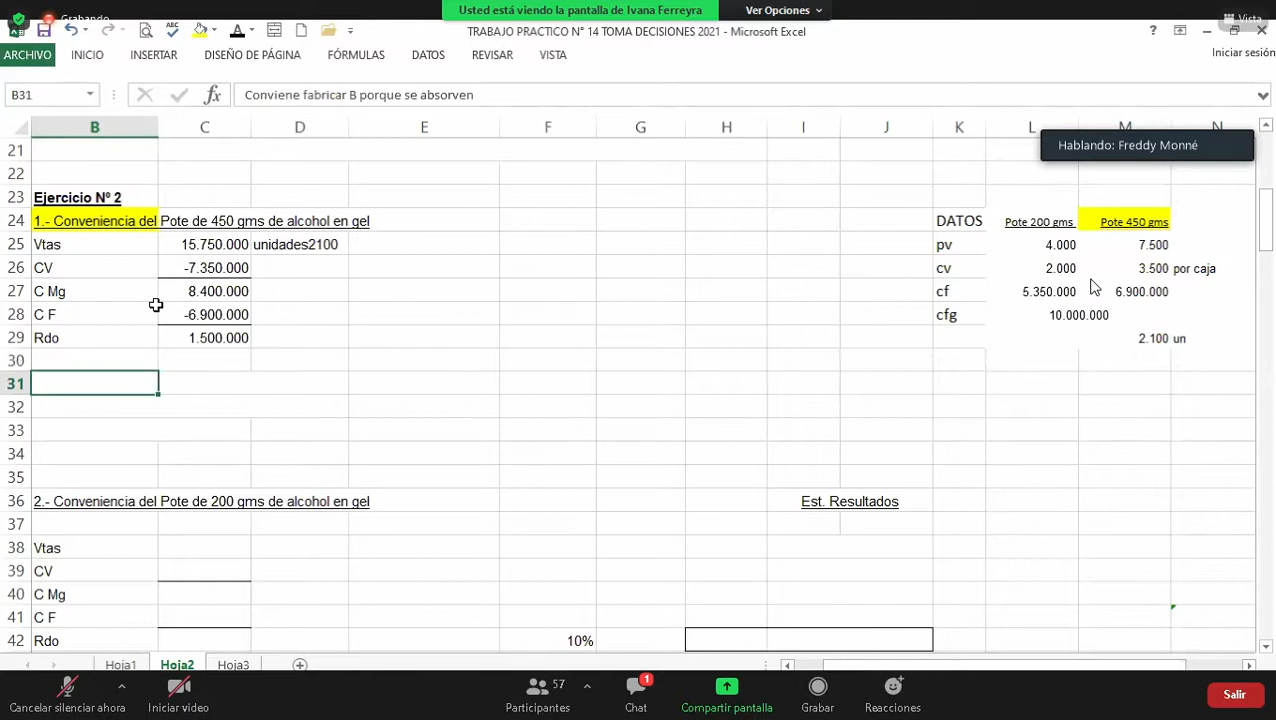 Grabando
Usted está viendo la pantalla de Ivana Ferreyra
Ver Opciones
Vista
TRABAJO PRACTICO N° 14 TOMA DECISIONES 2021 - Microsoft Excel
ARCHIVO INICIO INSERTAR DISEÑO DE PÁGINA FÓRMULAS DATOS REVISAR VISTA Iniciar sesión
B31 fx Conviene fabricar B porque se absorven
B C D E F G H I J K L M N
Hablando: Freddy Monné
21
22
23 Ejercicio Nº 2
24 1.- Conveniencia del Pote de 450 gms de alcohol en gel DATOS Pote 200 gms Pote 450 gms
25 Vtas 15.750.000 unidades2100 pv 4.000 7.500
26 CV -7.350.000 cv 2.000 3.500 por caja
27 C Mg 8.400.000 cf 5.350.000 6.900.000
28 C F -6.900.000 cfg 10.000.000
29 Rdo 1.500.000 2.100 un
30
31
32
33
34
35
36 2.- Conveniencia del Pote de 200 gms de alcohol en gel Est. Resultados
37
38 Vtas
39 CV
40 C Mg
41 C F
42 Rdo 10%
Hoja1 Hoja2 Hoja3
57 1
Cancelar silenciar ahora Iniciar video Participantes Chat Compartir pantalla Grabar Reacciones Salir